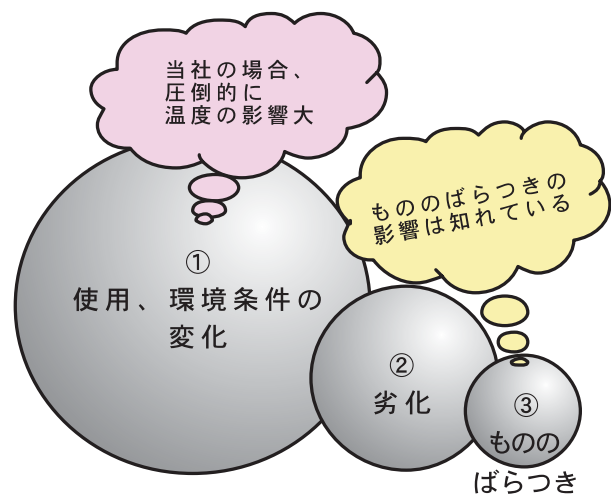 当社の場合、
圧倒的に
温度の影響大
もののばらつきの
影響は知れている
①
使用、環境条件の
変化
②
劣化
③
ものの
ばらつき